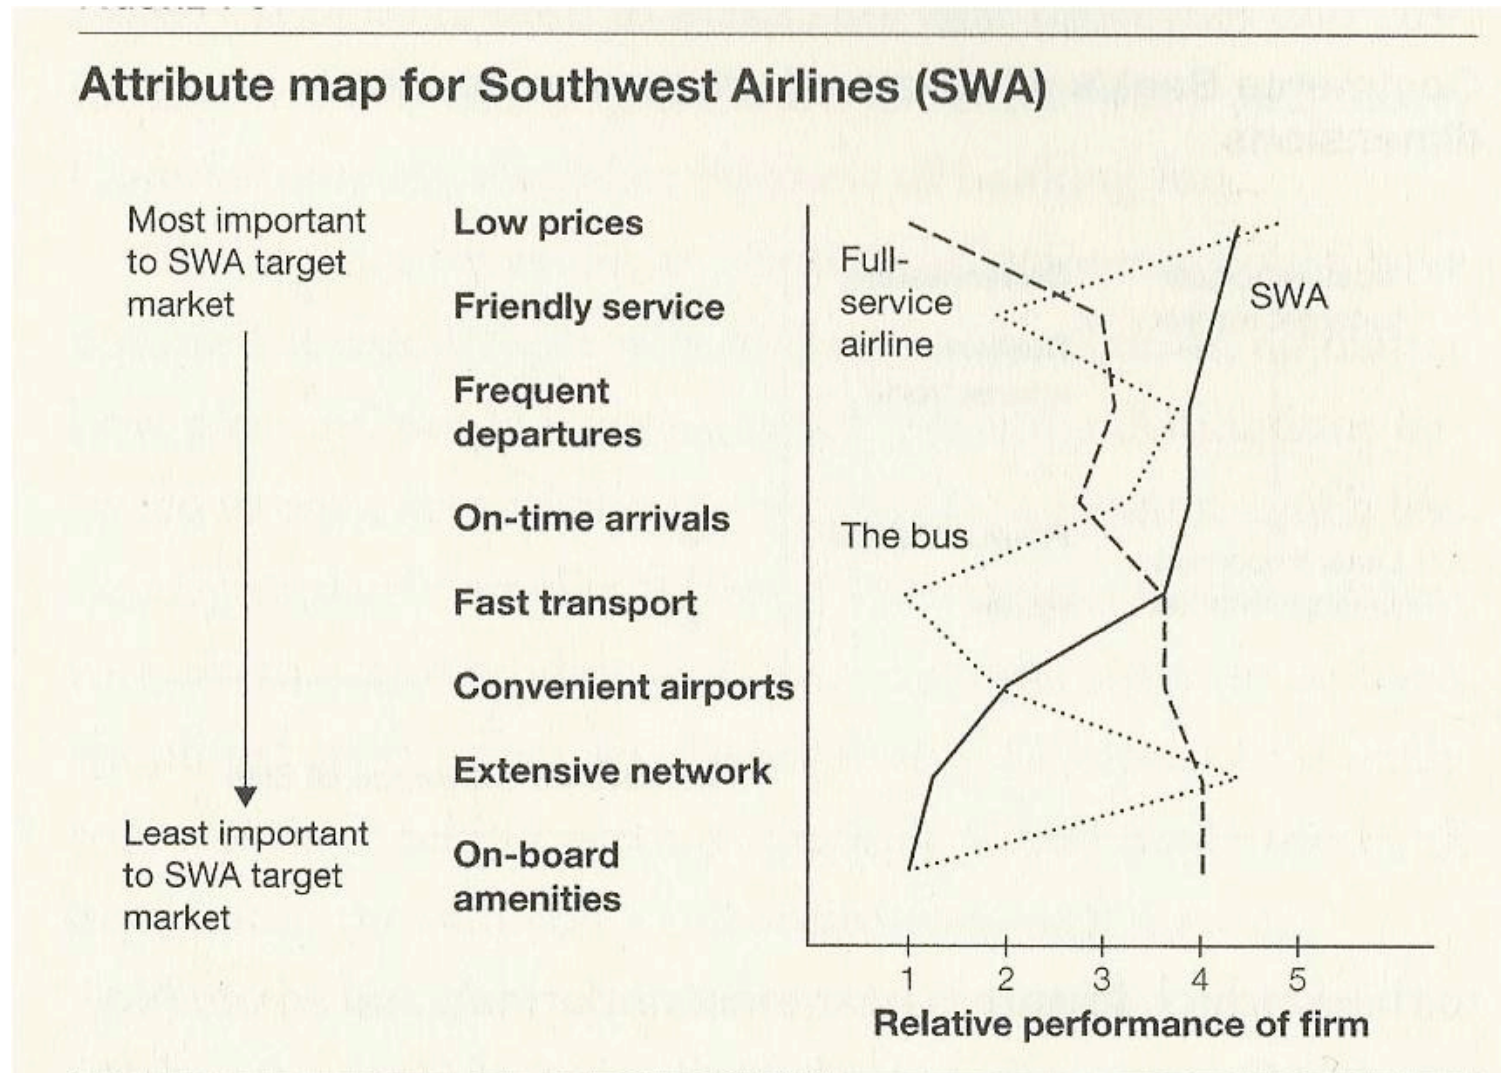 Attribute map for Southwest Airlines (SWA)
Most important
to SWA target
market
Low prices
Friendly service
Frequent
departures
On-time arrivals
Fast transport
Convenient airports
Extensive network
On-board
amenities
Least important
to SWA target
market
Full-
service
airline
SWA
The bus
1 2 3 4 5
Relative performance of firm